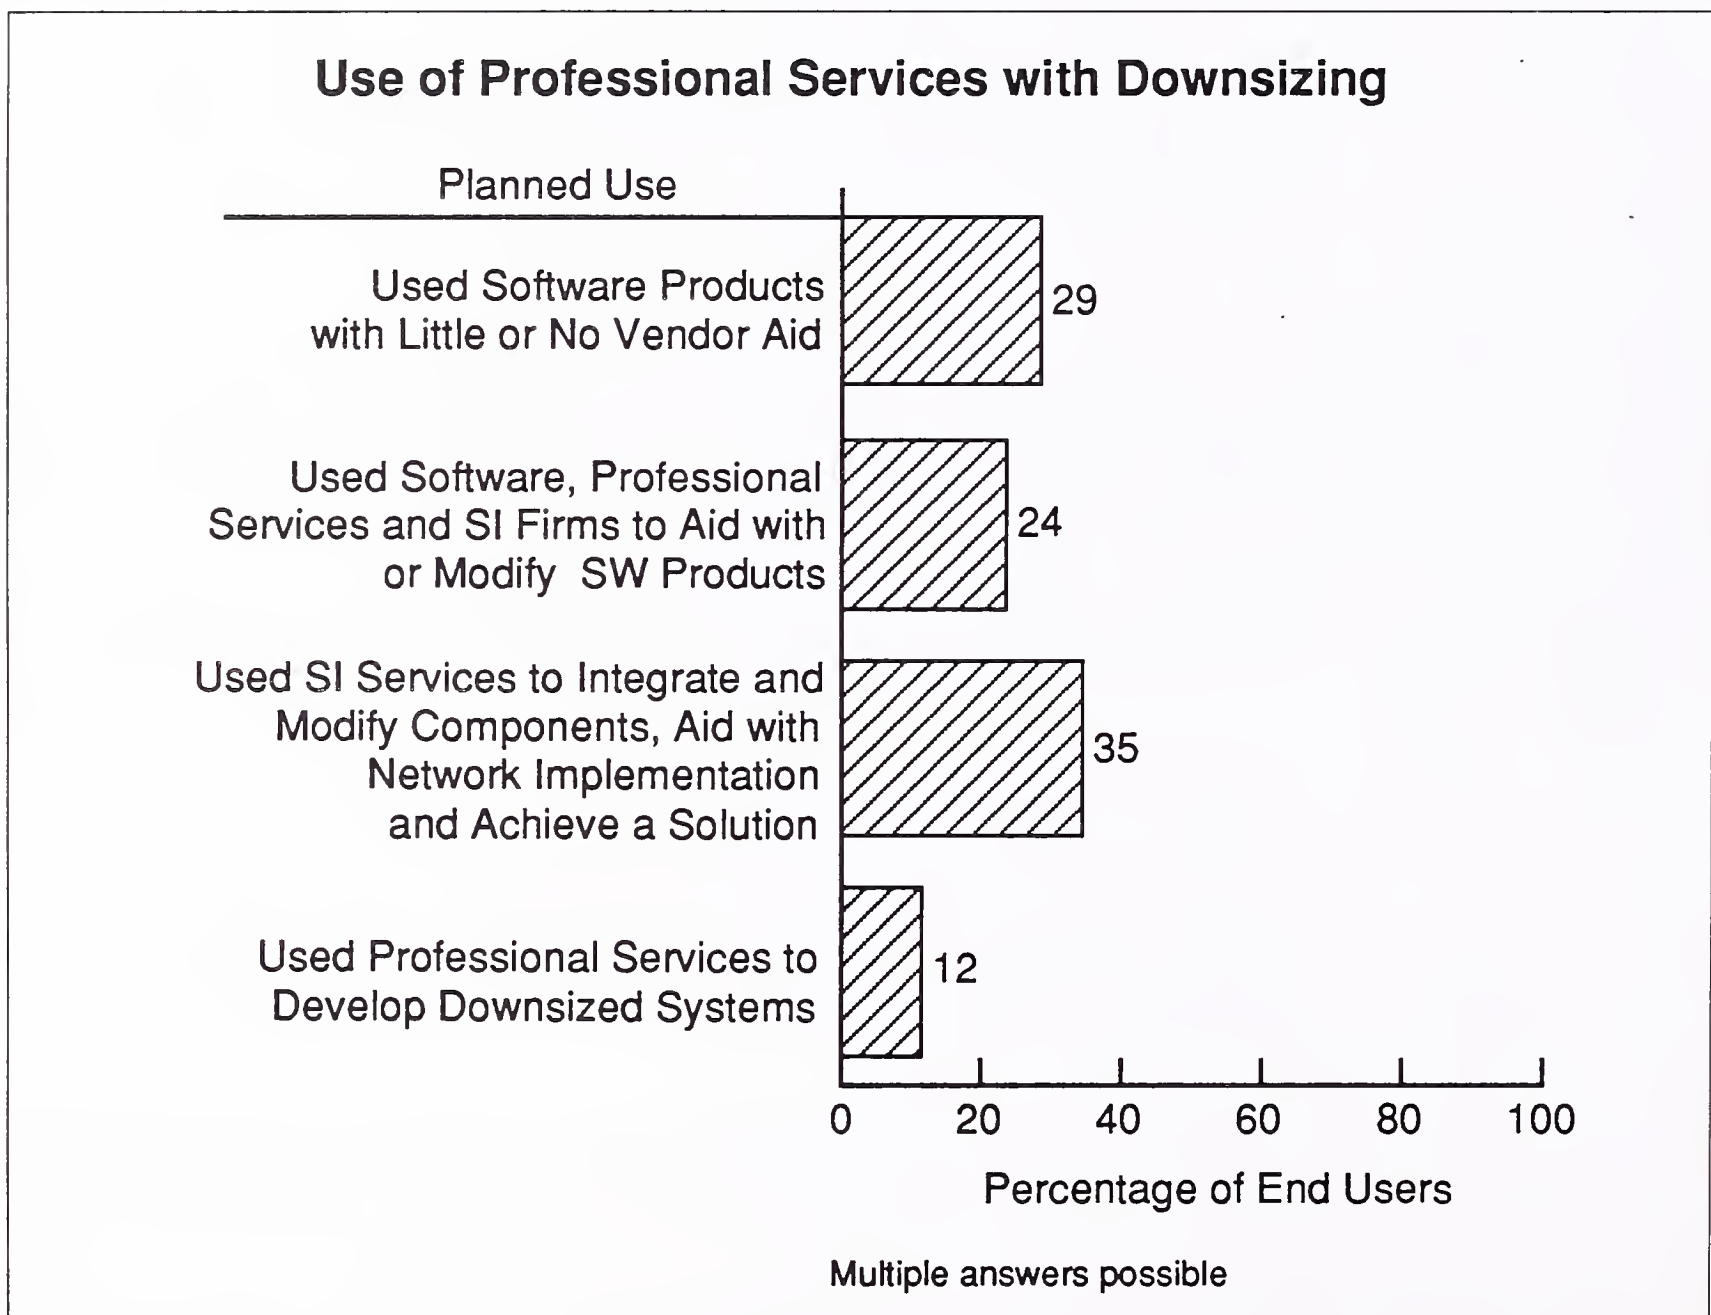 Use of Professional Services with Downsizing
Planned Use
Used Software Products
with Little or No Vendor Aid
29
Used Software, Professional
Services and SI Firms to Aid with
or Modify SW Products
24
Used SI Services to Integrate and
Modify Components, Aid with
Network Implementation
and Achieve a Solution
35
Used Professional Services to
Develop Downsized Systems
12
0 20 40 60 80 100
Percentage of End Users
Multiple answers possible